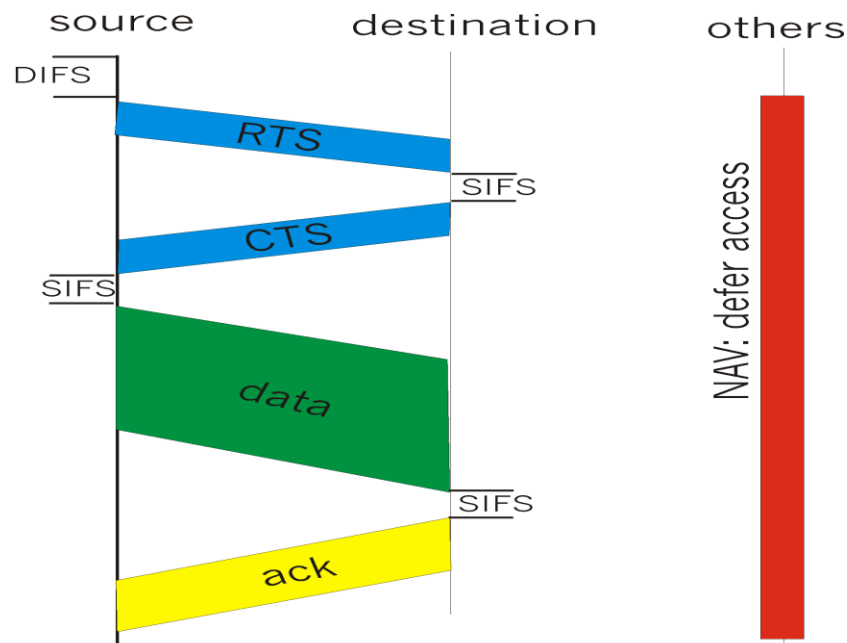 source
destination
others
DIFS
RTS
SIFS
CTS
SIFS
data
SIFS
ack
NAV: defer access